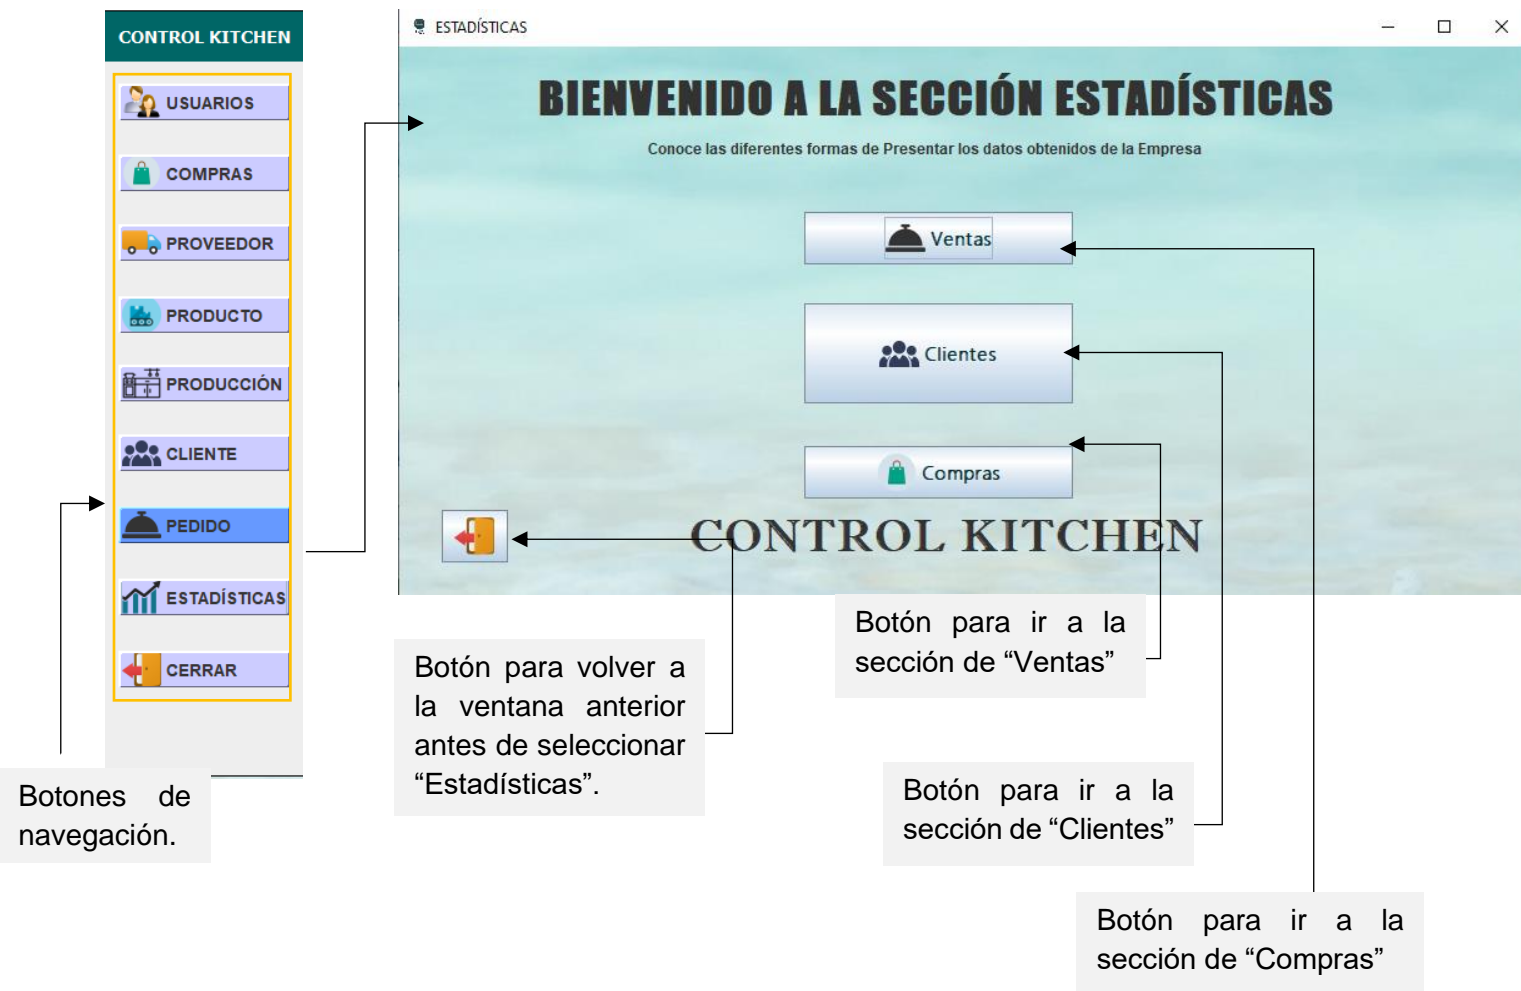 CONTROL KITCHEN
USUARIOS
COMPRAS
PROVEEDOR
PRODUCTO
PRODUCCIÓN
CLIENTE
PEDIDO
ESTADÍSTICAS
CERRAR
Botones de
navegación.
ESTADÍSTICAS
BIENVENIDO A LA SECCIÓN ESTADÍSTICAS
Conoce las diferentes formas de Presentar los datos obtenidos de la Empresa
Ventas
Clientes
Compras
CONTROL KITCHEN
Botón para volver a
la ventana anterior
antes de seleccionar
“Estadísticas”.
Botón para ir a la
sección de “Ventas”
Botón para ir a la
sección de “Clientes”
Botón para ir a la
sección de “Compras”